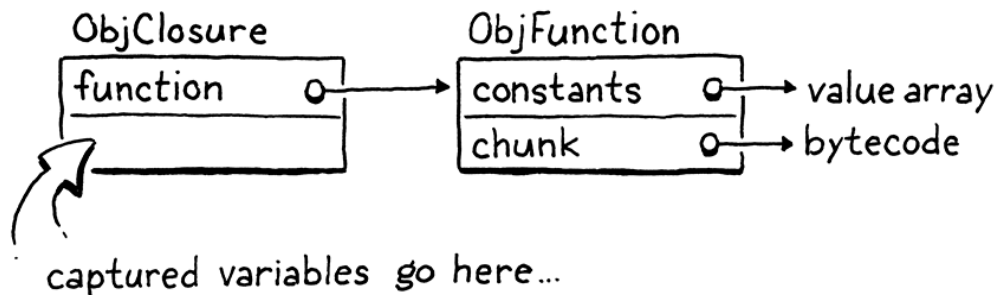 ObjClosure
function
ObjFunction
constants
value array
chunk
bytecode
captured variables go here...